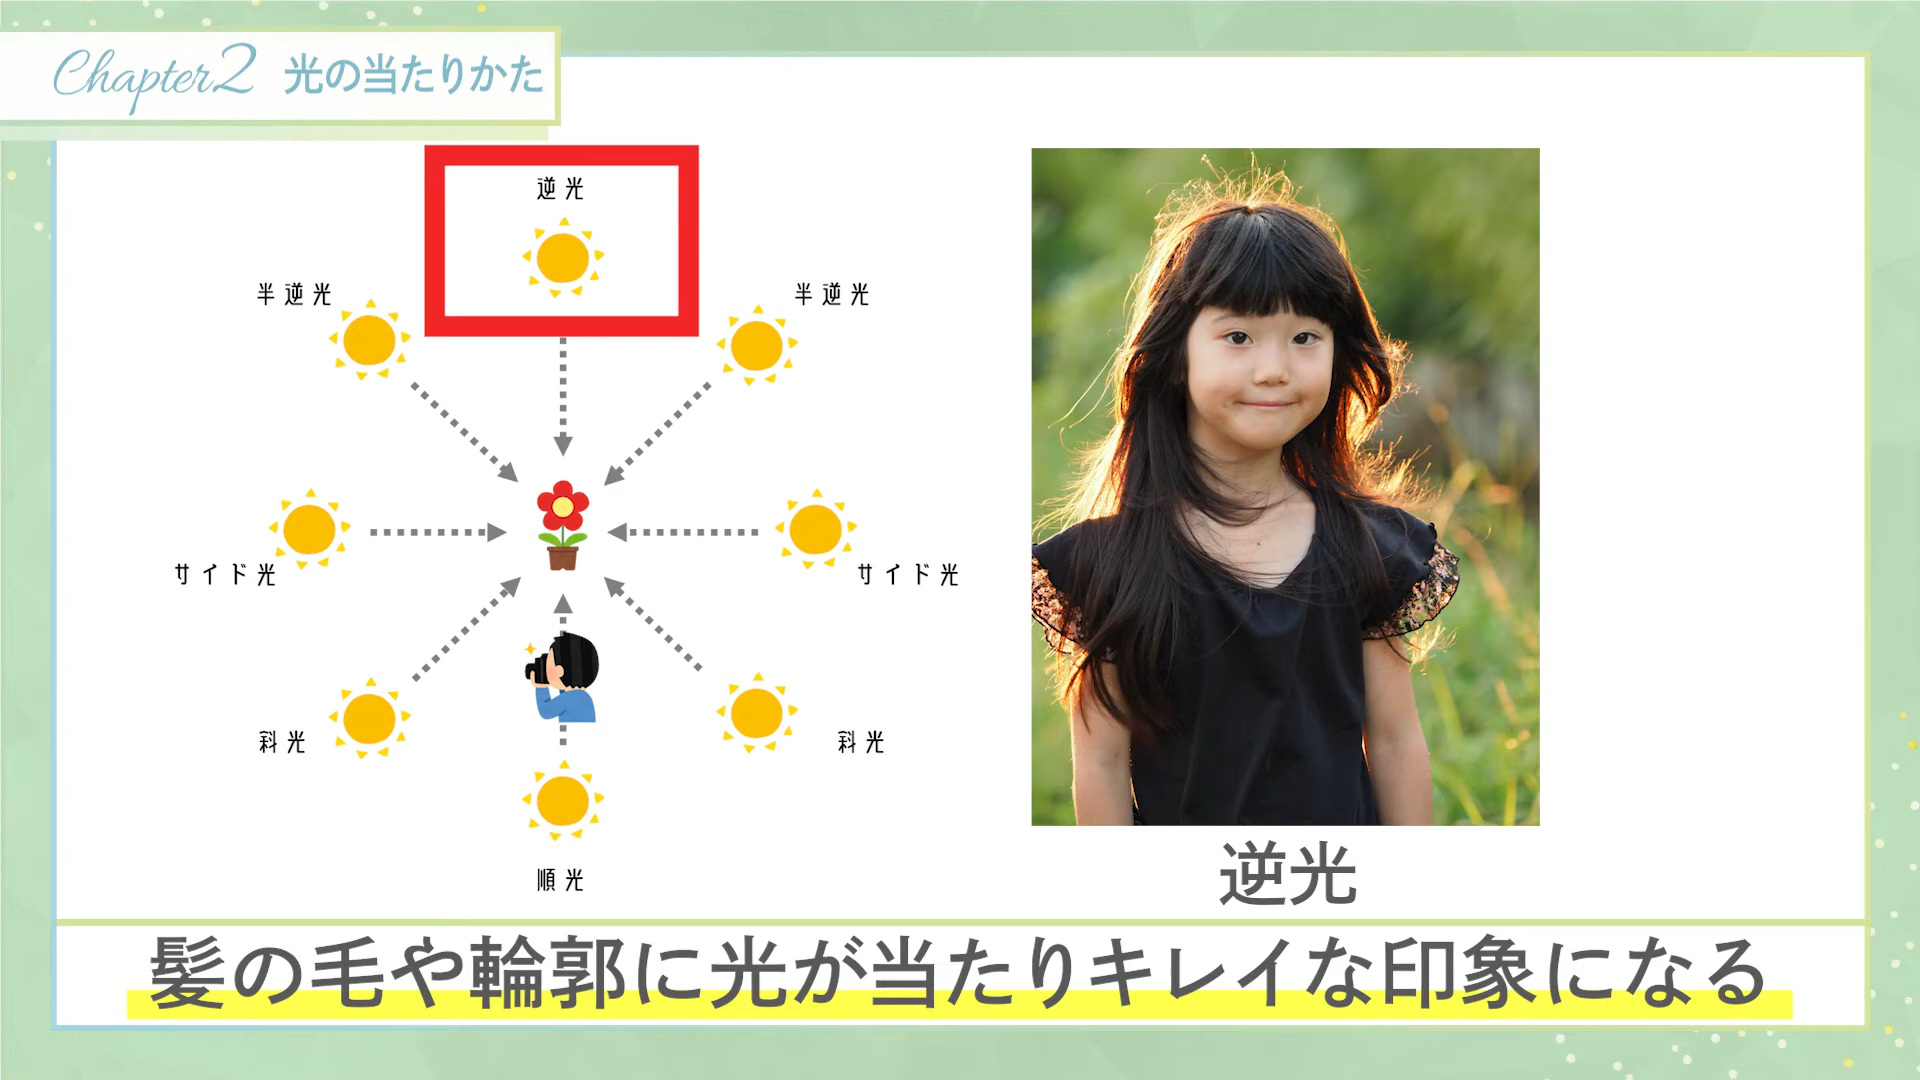 Chapter2 光の当たりかた
逆光
半逆光
半逆光
サイド光
サイド光
斜光
斜光
順光
逆光
髪の毛や輪郭に光が当たりキレイな印象になる